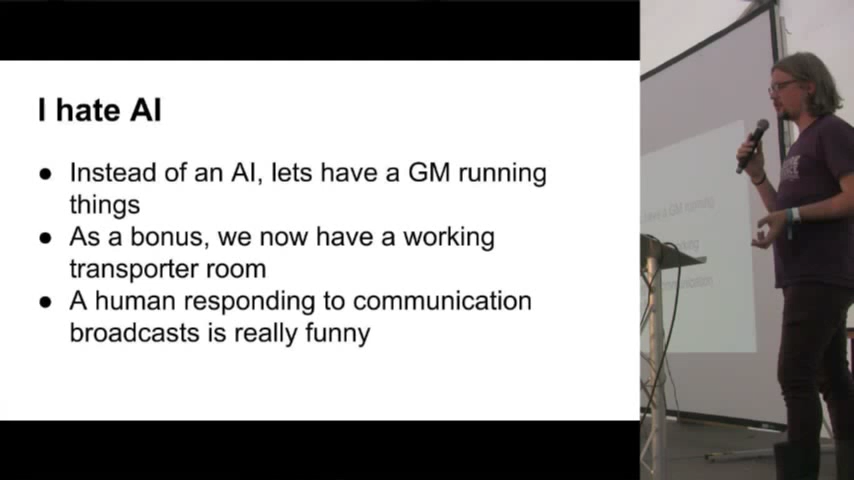 I hate AI
● Instead of an AI, lets have a GM running
things
● As a bonus, we now have a working
transporter room
● A human responding to communication
broadcasts is really funny